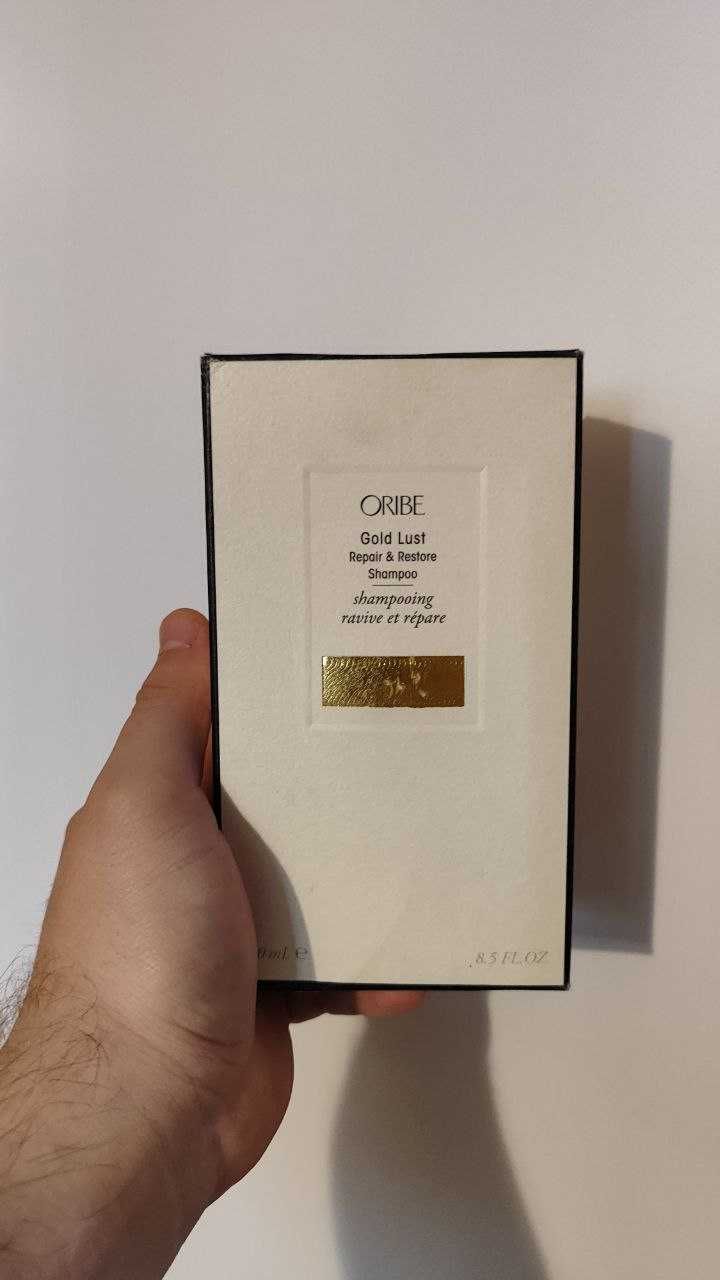 ORIBE
Gold Lust
Repair & Restore
Shampoo
shampooing
ravive et répare
8.5 FL.OZ